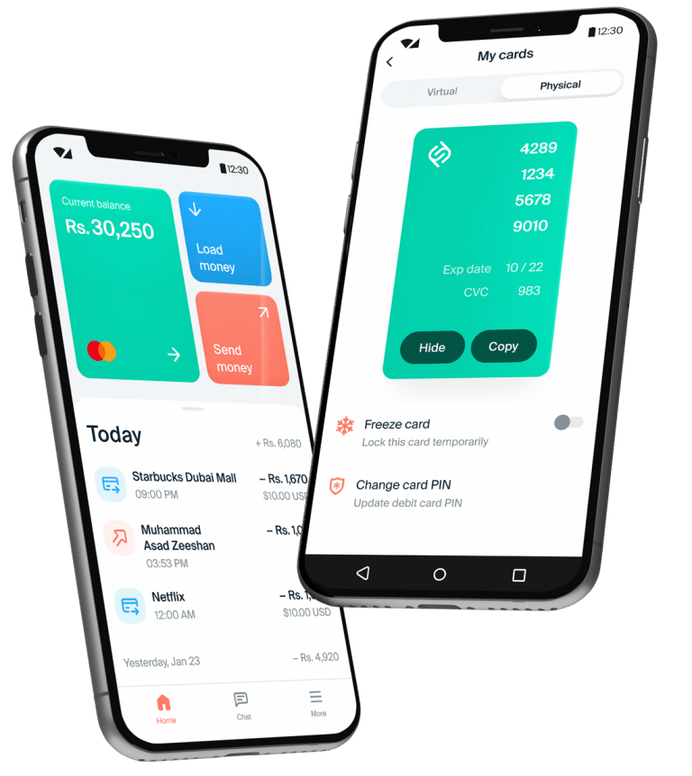 12:30
Current balance
Rs. 30,250
Load
money
Send
money
Today
+ Rs. 6,080
Starbucks Dubai Mall
– Rs. 1,670
09:00 PM
$10.00 USD
Muhammad
Asad Zeeshan
– Rs.
03:53 PM
Netflix
– Rs.
12:00 AM
$10.00 USD
Yesterday, Jan 23
– Rs. 4,920
Home
Chat
More
12:30
My cards
Virtual
Physical
4289
1234
5678
9010
Exp date 10 / 22
CVC 983
Hide
Copy
Freeze card
Lock this card temporarily
Change card PIN
Update debit card PIN